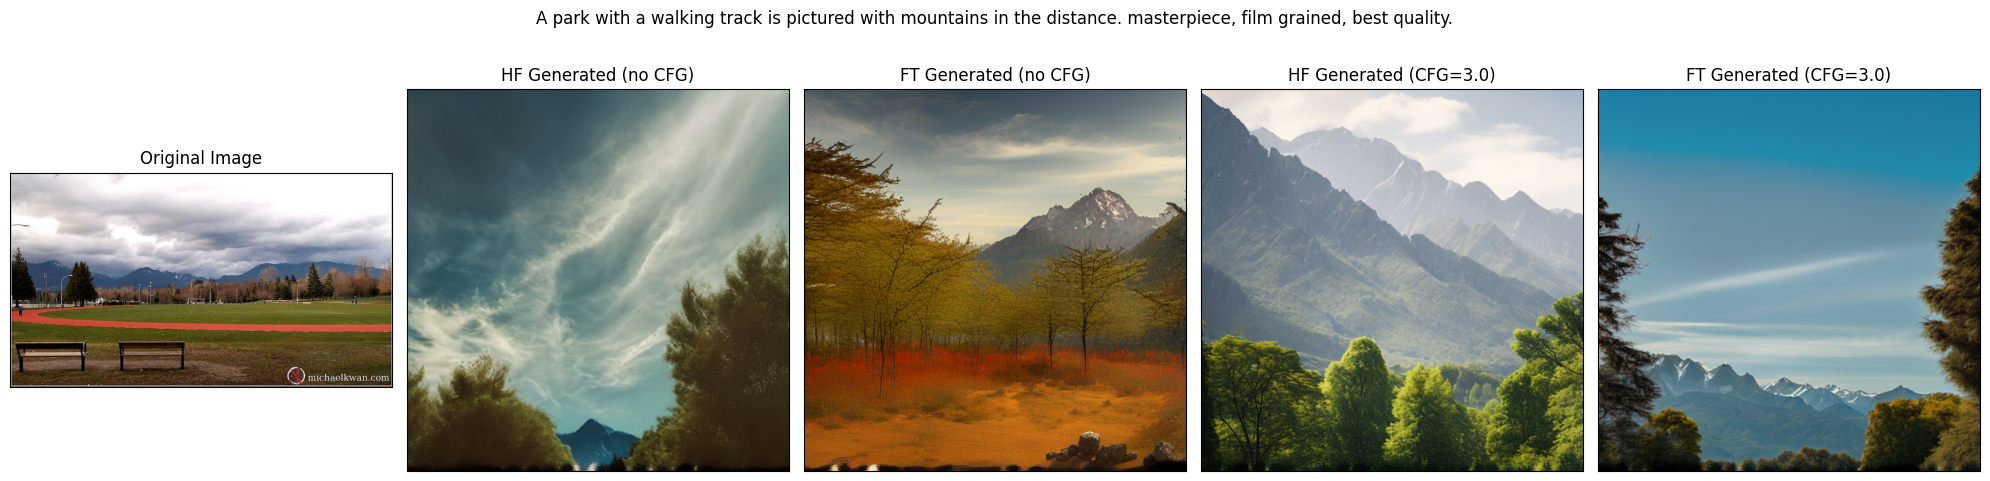 A park with a walking track is pictured with mountains in the distance. masterpiece, film grained, best quality.
Original Image
HF Generated (no CFG)
FT Generated (no CFG)
HF Generated (CFG=3.0)
FT Generated (CFG=3.0)
michaelkwan.com